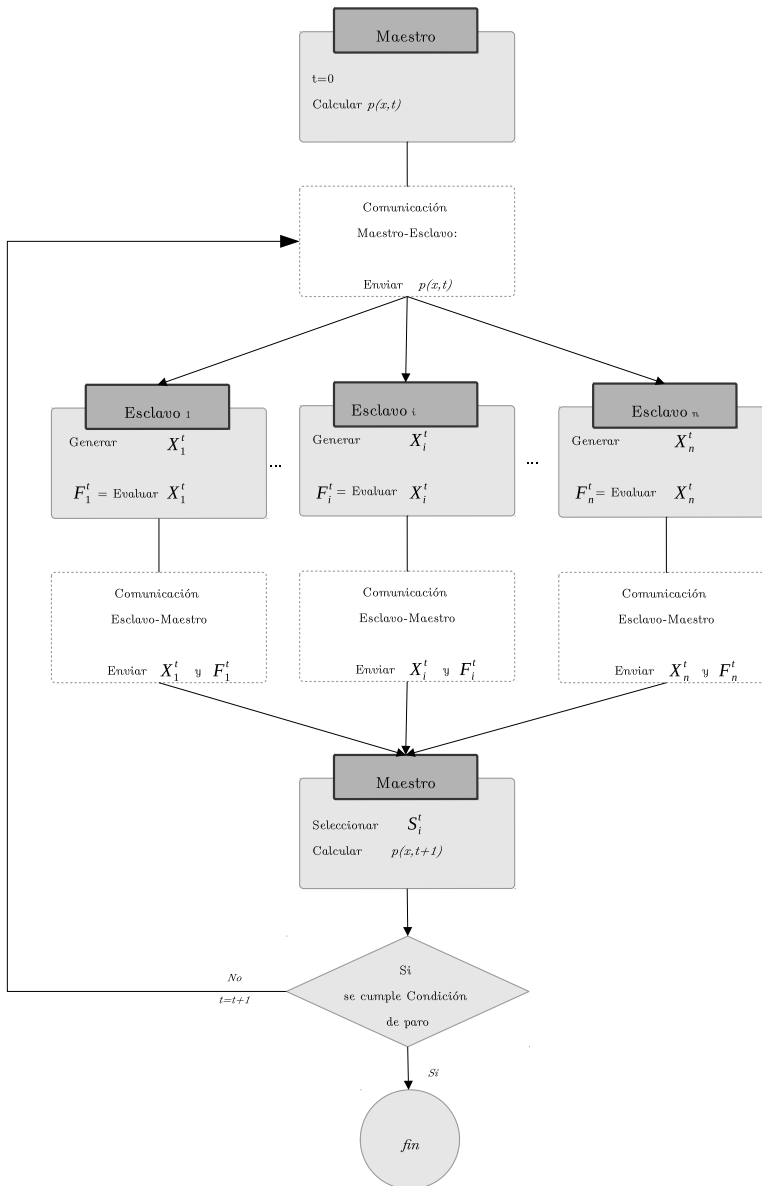 Maestro
t=0
Calcular p(x,t)
Comunicación
Maestro-Esclavo:
Enviar p(x,t)
Esclavo 1
Generar X_1^t
F_1^t = Evaluar X_1^t
...
Esclavo i
Generar X_i^t
F_i^t = Evaluar X_i^t
...
Esclavo n
Generar X_n^t
F_n^t = Evaluar X_n^t
Comunicación
Esclavo-Maestro
Enviar X_1^t y F_1^t
Comunicación
Esclavo-Maestro
Enviar X_i^t y F_i^t
Comunicación
Esclavo-Maestro
Enviar X_n^t y F_n^t
Maestro
Seleccionar S_i^t
Calcular p(x,t+1)
Si
se cumple Condición
de paro
No
t=t+1
Si
fin